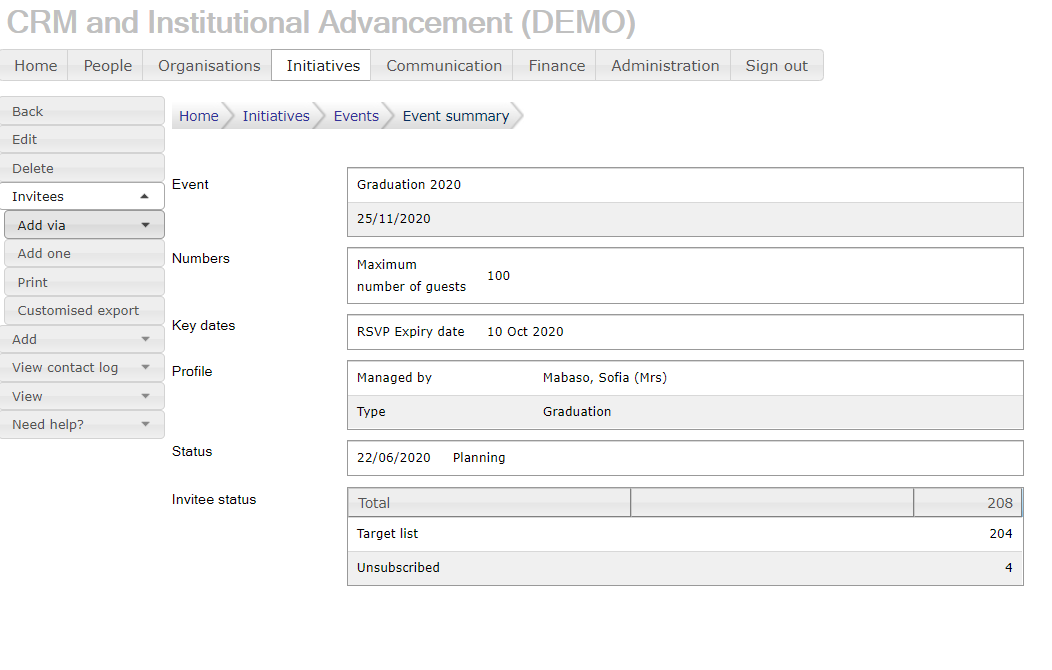 CRM and Institutional Advancement (DEMO)
Home People Organisations Initiatives Communication Finance Administration Sign out
Back
Edit
Delete
Invitees
Add via
Add one
Print
Customised export
Add
View contact log
View
Need help?
Home Initiatives Events Event summary
Event
Graduation 2020
25/11/2020
Numbers
Maximum
number of guests
100
Key dates
RSVP Expiry date 10 Oct 2020
Profile
Managed by Mabaso, Sofia (Mrs)
Type Graduation
Status
22/06/2020 Planning
Invitee status
Total 208
Target list 204
Unsubscribed 4